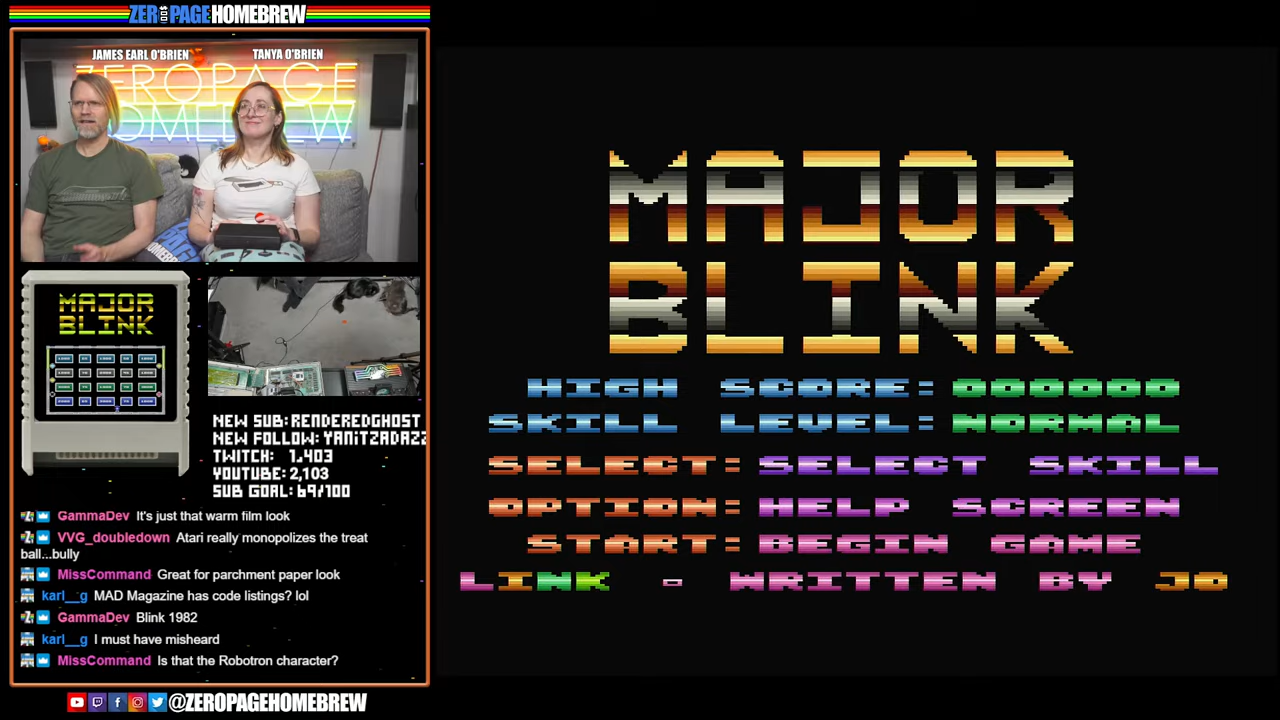 ZEROPAGE HOMEBREW
JAMES EARL O'BRIEN
TANYA O'BRIEN
ZEROPAGE
HOMEBREW
MAJOR
BLINK
NEW SUB: RENDEREDGHOST
NEW FOLLOW: YANITZADAZZ
TWITCH: 1,403
YOUTUBE: 2,103
SUB GOAL: 69/100
GammaDev It's just that warm film look
VVG_doubledown Atari really monopolizes the treat
ball...bully
MissCommand Great for parchment paper look
karl__g MAD Magazine has code listings? lol
GammaDev Blink 1982
karl__g I must have misheard
MissCommand Is that the Robotron character?
@ZEROPAGEHOMEBREW
MAJOR
BLINK
HIGH SCORE: 000000
SKILL LEVEL: NORMAL
SELECT: SELECT SKILL
OPTION: HELP SCREEN
START: BEGIN GAME
LINK - WRITTEN BY JO